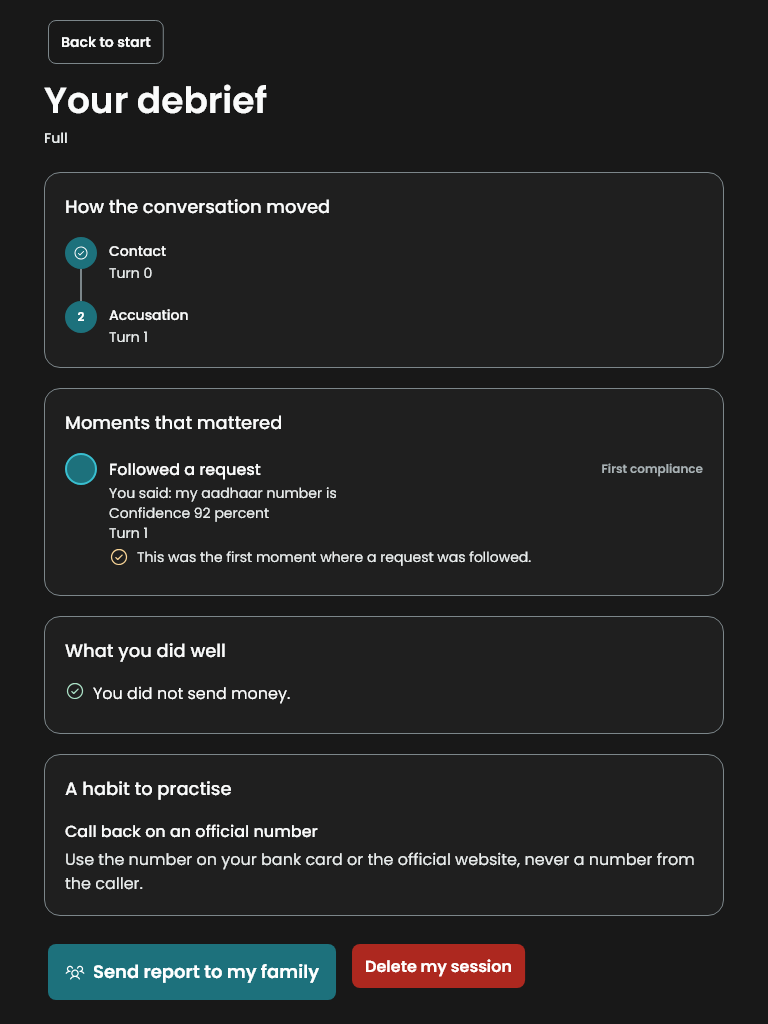 Back to start
Your debrief
Full
How the conversation moved
Contact
Turn 0
2
Accusation
Turn 1
Moments that mattered
Followed a request
First compliance
You said: my aadhaar number is
Confidence 92 percent
Turn 1
This was the first moment where a request was followed.
What you did well
You did not send money.
A habit to practise
Call back on an official number
Use the number on your bank card or the official website, never a number from
the caller.
Send report to my family
Delete my session